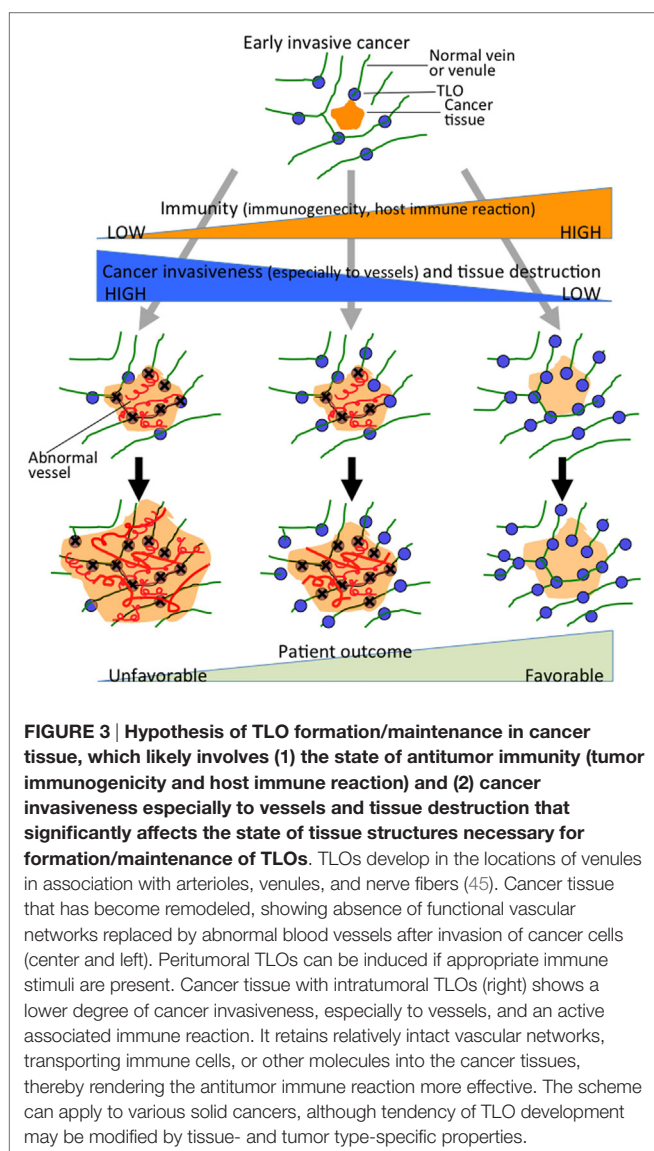 Early invasive cancer
Normal vein
or venule
TLO
Cancer
tissue
Immunity (immunogenecity, host immune reaction)
LOW
HIGH
Cancer invasiveness (especially to vessels) and tissue destruction
HIGH
LOW
Abnormal
vessel
Patient outcome
Unfavorable
Favorable
FIGURE 3 | Hypothesis of TLO formation/maintenance in cancer
tissue, which likely involves (1) the state of antitumor immunity (tumor
immunogenicity and host immune reaction) and (2) cancer
invasiveness especially to vessels and tissue destruction that
significantly affects the state of tissue structures necessary for
formation/maintenance of TLOs. TLOs develop in the locations of venules
in association with arterioles, venules, and nerve fibers (45). Cancer tissue
that has become remodeled, showing absence of functional vascular
networks replaced by abnormal blood vessels after invasion of cancer cells
(center and left). Peritumoral TLOs can be induced if appropriate immune
stimuli are present. Cancer tissue with intratumoral TLOs (right) shows a
lower degree of cancer invasiveness, especially to vessels, and an active
associated immune reaction. It retains relatively intact vascular networks,
transporting immune cells, or other molecules into the cancer tissues,
thereby rendering the antitumor immune reaction more effective. The scheme
can apply to various solid cancers, although tendency of TLO development
may be modified by tissue- and tumor type-specific properties.